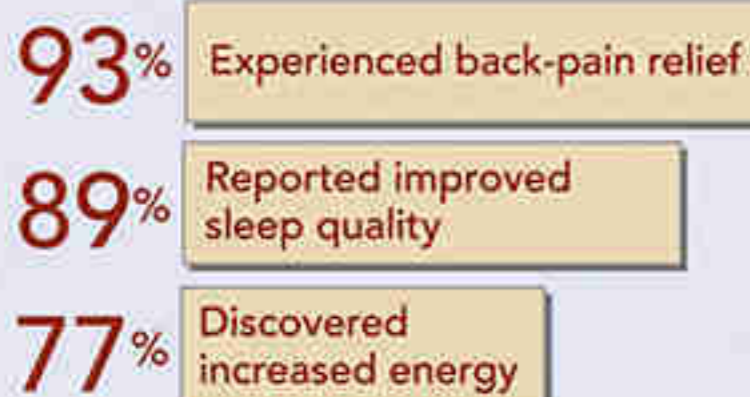 93% Experienced back-pain relief
89% Reported improved
sleep quality
77% Discovered
increased energy